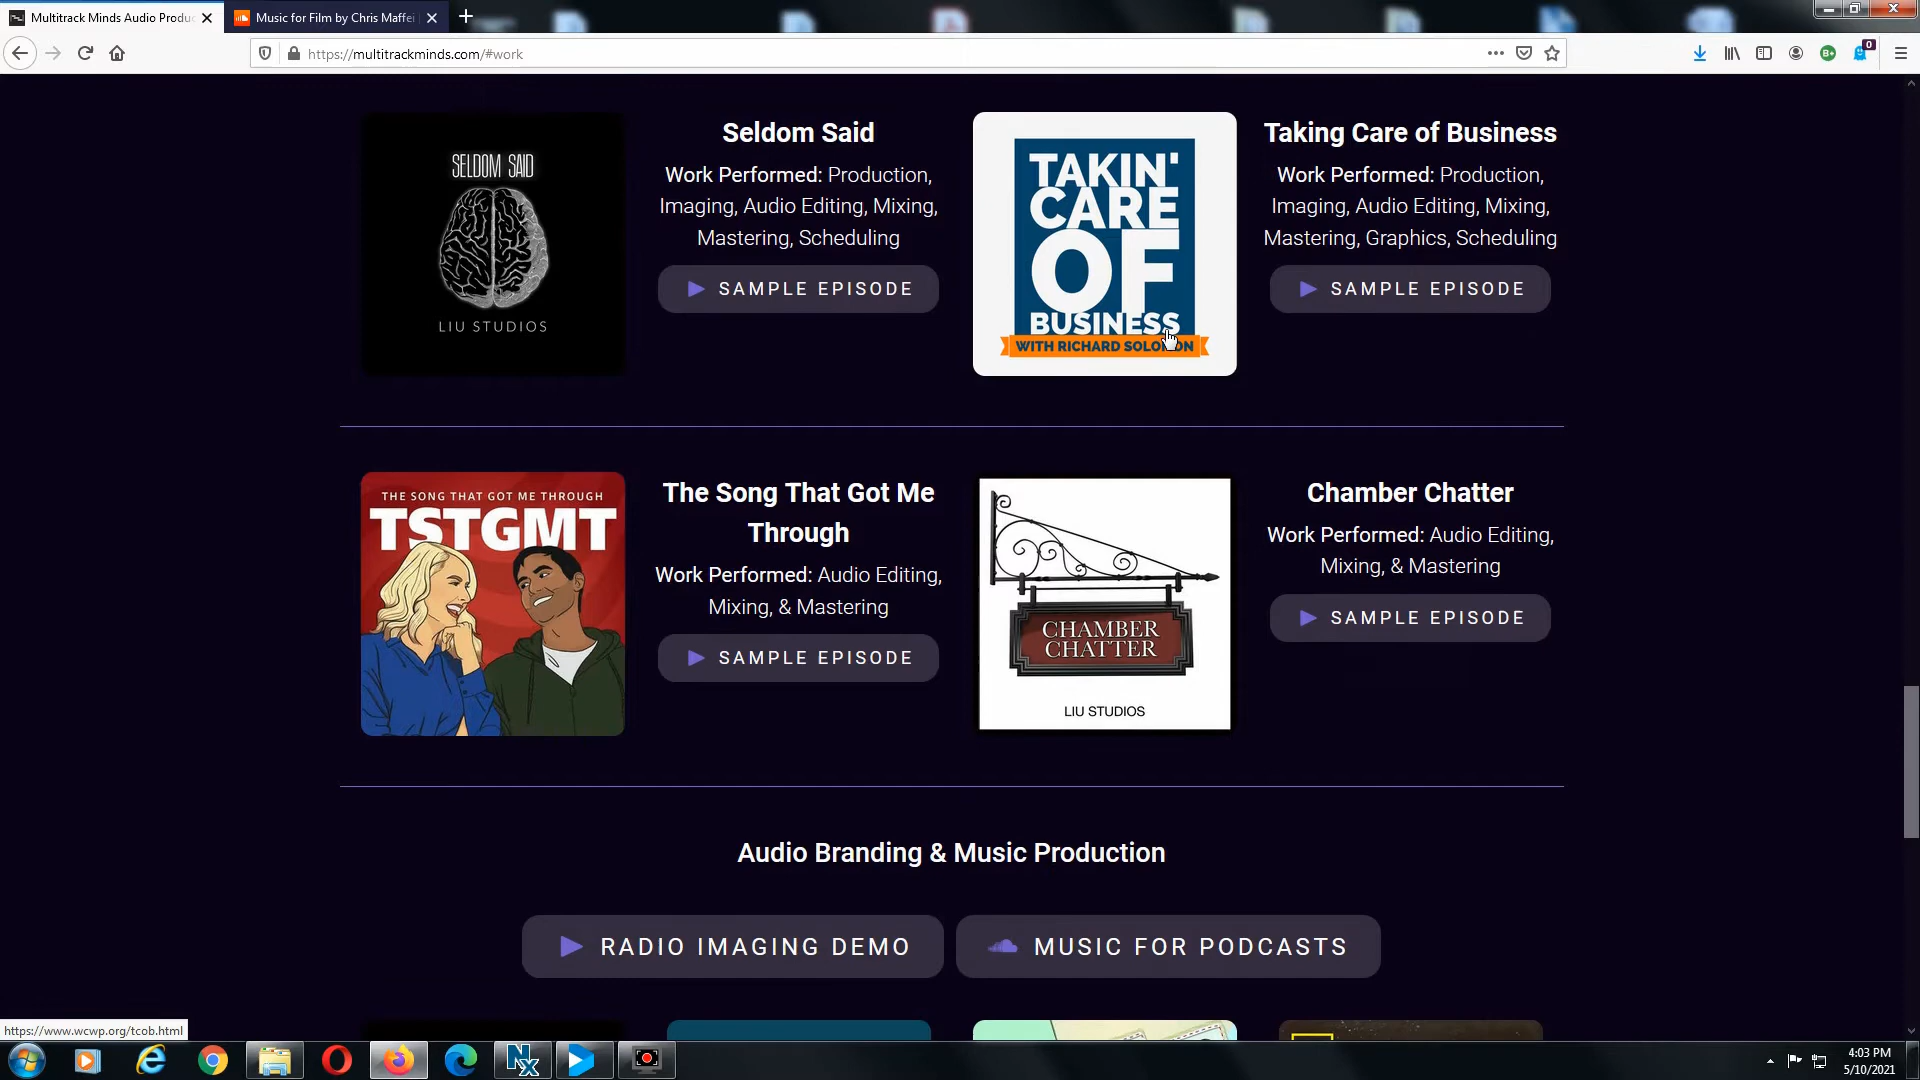 Multitrack Minds Audio Produc
Music for Film by Chris Maffei
https://multitrackminds.com/#work
0
SELDOM SAID
LIU STUDIOS
Seldom Said
Work Performed: Production,
Imaging, Audio Editing, Mixing,
Mastering, Scheduling
SAMPLE EPISODE
TAKIN'
CARE
OF
BUSINESS
WITH RICHARD SOLOMON
Taking Care of Business
Work Performed: Production,
Imaging, Audio Editing, Mixing,
Mastering, Graphics, Scheduling
SAMPLE EPISODE
THE SONG THAT GOT ME THROUGH
TSTGMT
The Song That Got Me
Through
Work Performed: Audio Editing,
Mixing, & Mastering
SAMPLE EPISODE
CHAMBER
CHATTER
LIU STUDIOS
Chamber Chatter
Work Performed: Audio Editing,
Mixing, & Mastering
SAMPLE EPISODE
Audio Branding & Music Production
RADIO IMAGING DEMO
MUSIC FOR PODCASTS
https://www.wcwp.org/tcob.html
4:03 PM
5/10/2021